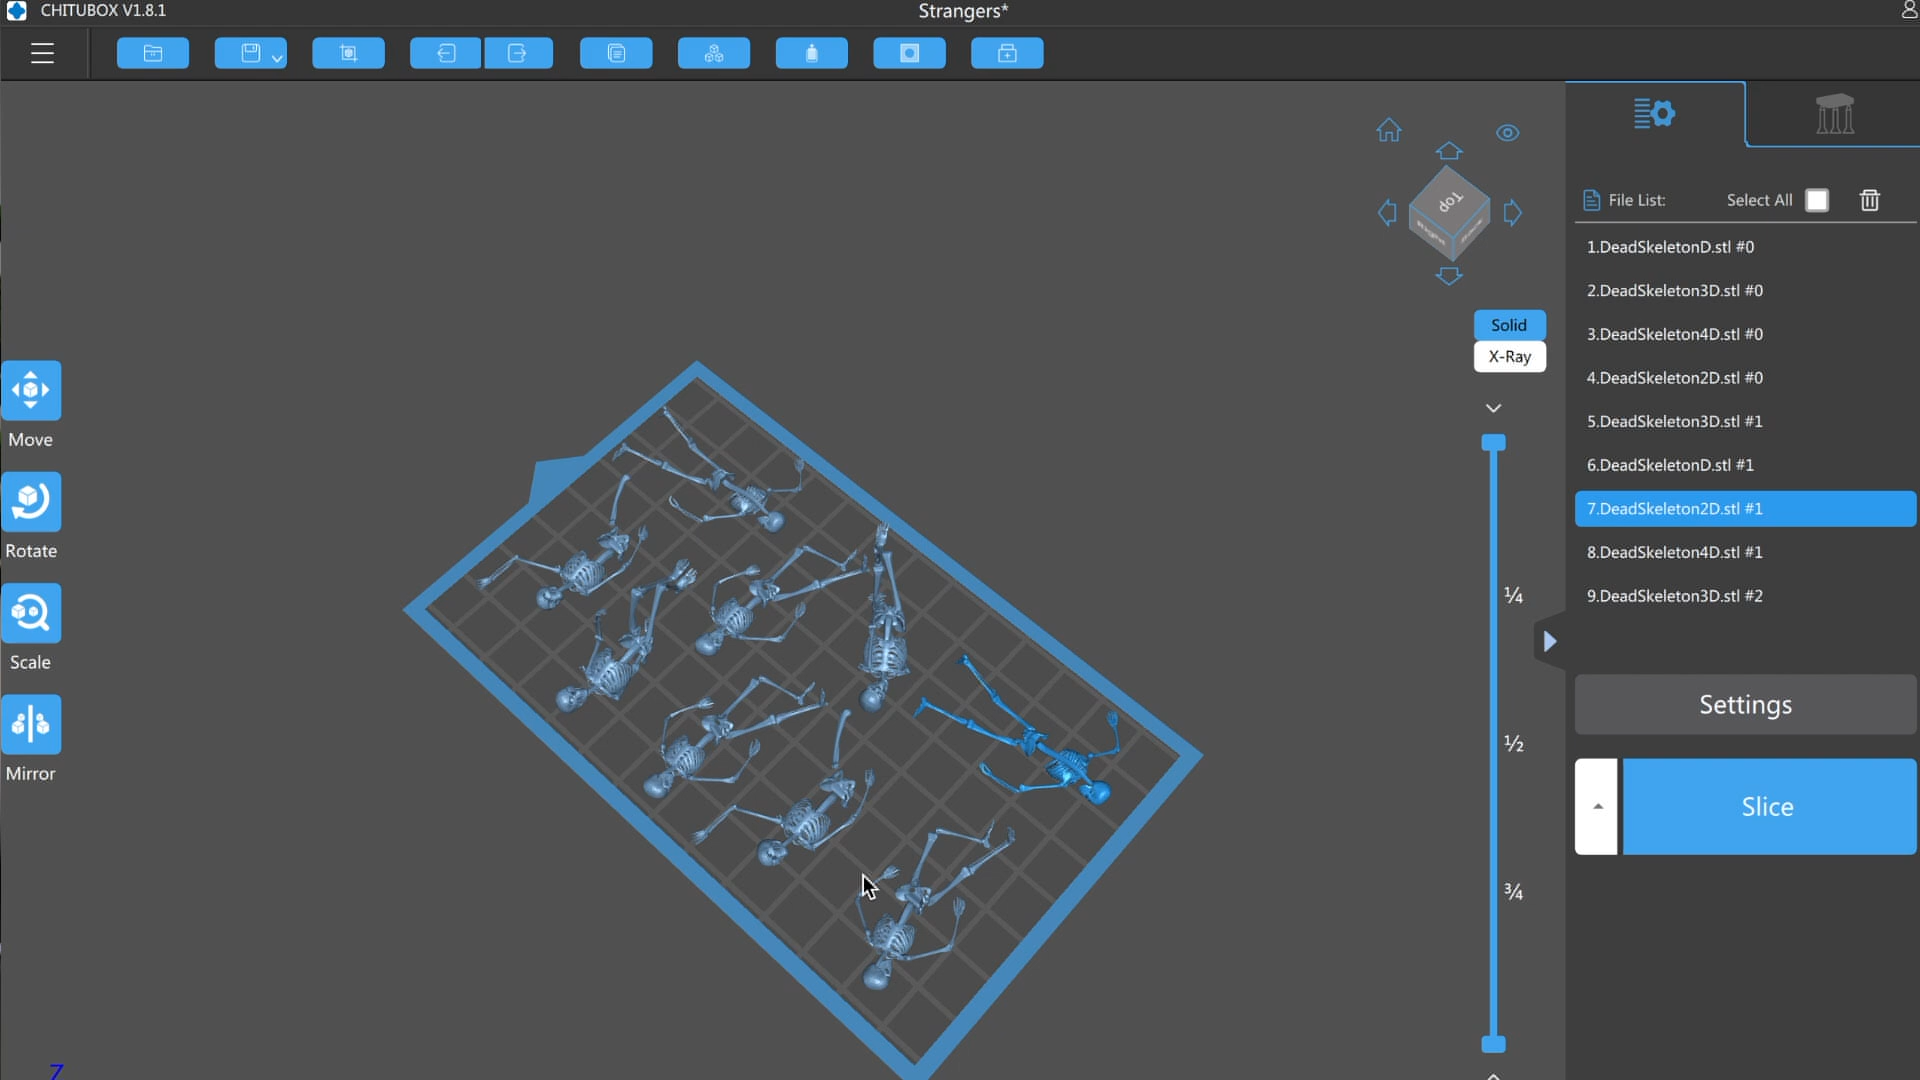 CHITUBOX V1.8.1
Strangers*
Top
Right
Back
File List:
Select All
1.DeadSkeletonD.stl #0
2.DeadSkeleton3D.stl #0
3.DeadSkeleton4D.stl #0
4.DeadSkeleton2D.stl #0
5.DeadSkeleton3D.stl #1
6.DeadSkeletonD.stl #1
7.DeadSkeleton2D.stl #1
8.DeadSkeleton4D.stl #1
9.DeadSkeleton3D.stl #2
Solid
X-Ray
Move
Rotate
Scale
Mirror
¼
½
¾
Settings
Slice
Z